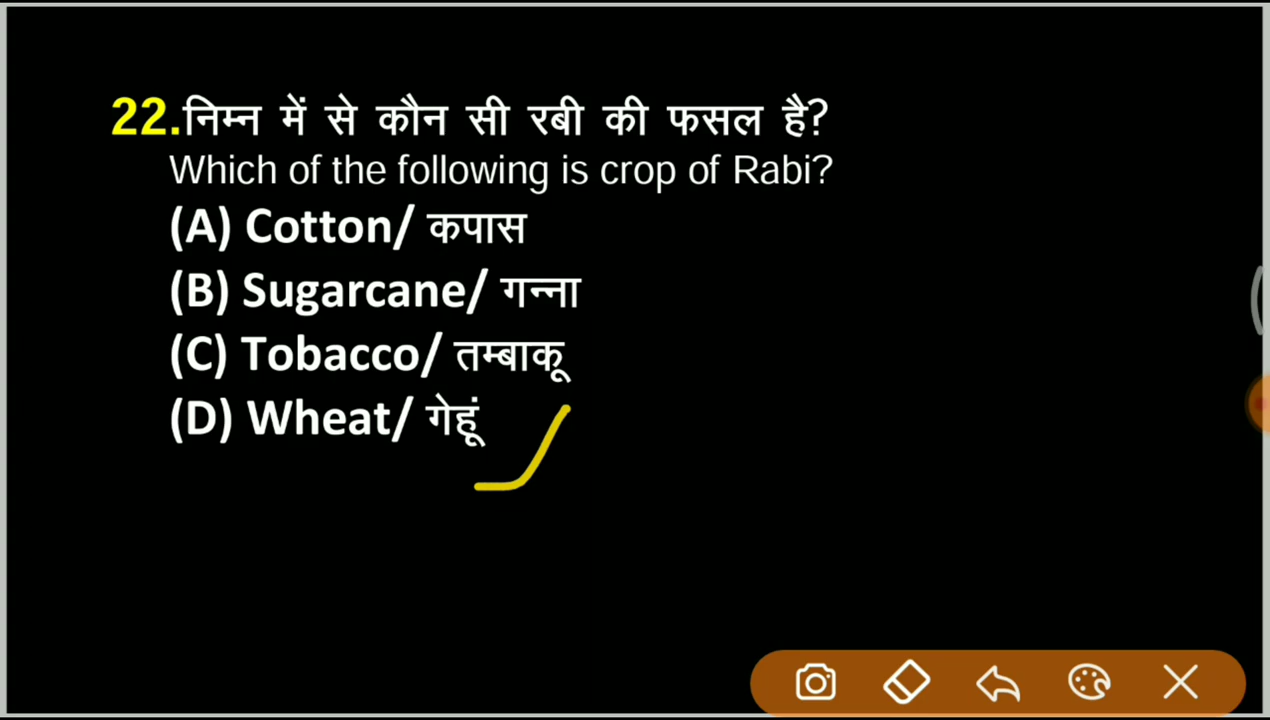 22.निम्न में से कौन सी रबी की फसल है?
Which of the following is crop of Rabi?
(A) Cotton/ कपास
(B) Sugarcane/ गन्ना
(C) Tobacco/ तम्बाकू
(D) Wheat/ गेहूं